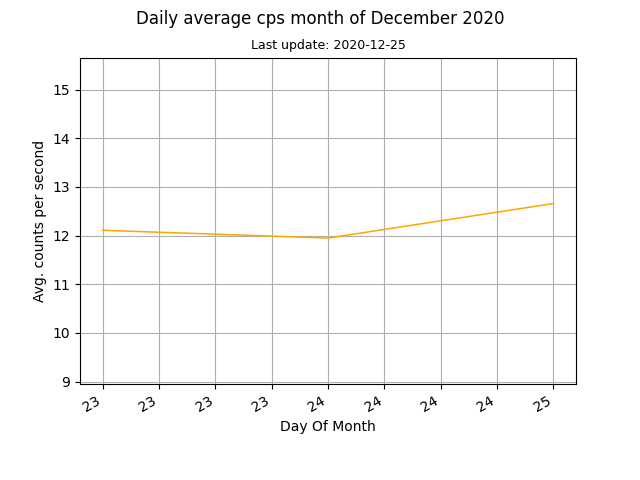 Daily average cps month of December 2020
Last update: 2020-12-25
15
14
13
12
11
10
9
Avg. counts per second
23 23 23 23 24 24 24 24 25
Day Of Month